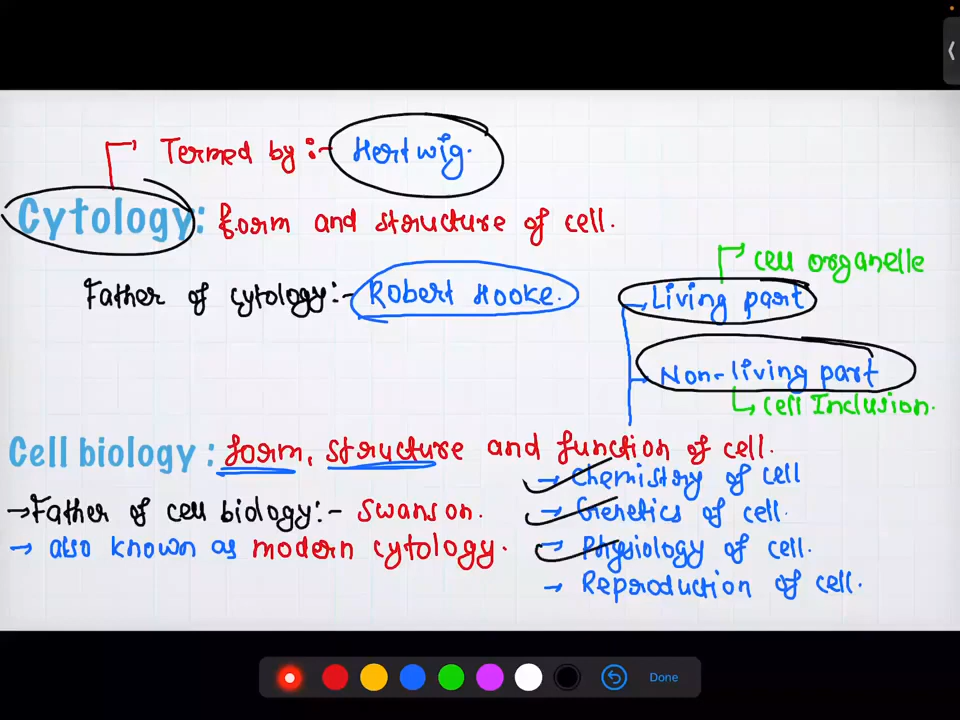 Termed by :- Hertwig.
Cytology: form and structure of cell.
cell organelle
Father of cytology:- Robert Hooke.
Living part
Non-living part
cell Inclusion.
Cell biology : form, structure and function of cell.
→ Chemistry of cell
→ Father of cell biology:- Swanson.
→ Genetics of cell.
→ also known as modern cytology.
→ Physiology of cell.
→ Reproduction of cell.
Done